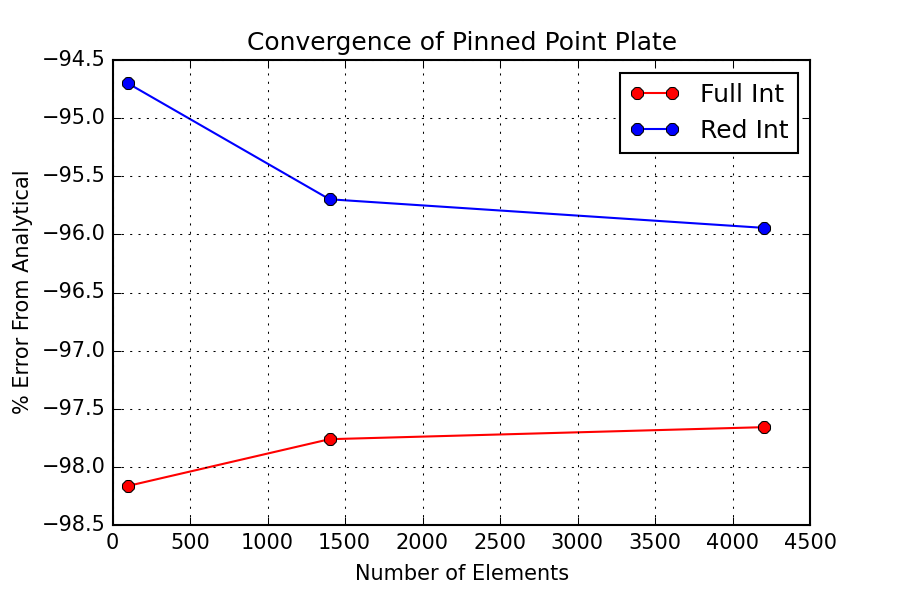 Convergence of Pinned Point Plate
Full Int
Red Int
% Error From Analytical
−94.5
−95.0
−95.5
−96.0
−96.5
−97.0
−97.5
−98.0
−98.5
0 500 1000 1500 2000 2500 3000 3500 4000 4500
Number of Elements